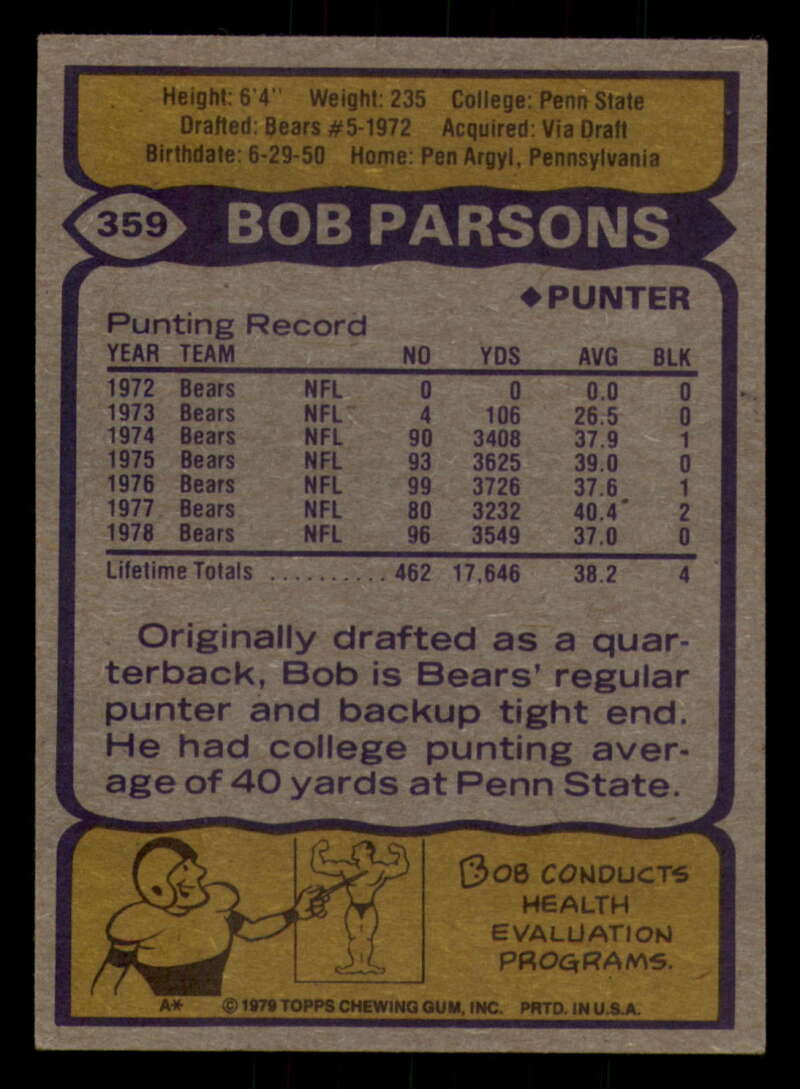 Height: 6'4" Weight: 235 College: Penn State
Drafted: Bears #5-1972 Acquired: Via Draft
Birthdate: 6-29-50 Home: Pen Argyl, Pennsylvania
359 BOB PARSONS
◆PUNTER
Punting Record
YEAR TEAM NO YDS AVG BLK
1972 Bears NFL 0 0 0.0 0
1973 Bears NFL 4 106 26.5 0
1974 Bears NFL 90 3408 37.9 1
1975 Bears NFL 93 3625 39.0 0
1976 Bears NFL 99 3726 37.6 1
1977 Bears NFL 80 3232 40.4 2
1978 Bears NFL 96 3549 37.0 0
Lifetime Totals .......... 462 17,646 38.2 4
Originally drafted as a quar-
terback, Bob is Bears' regular
punter and backup tight end.
He had college punting aver-
age of 40 yards at Penn State.
BOB CONDUCTS
HEALTH
EVALUATION
PROGRAMS.
A* © 1979 TOPPS CHEWING GUM, INC. PRTD. IN U.S.A.